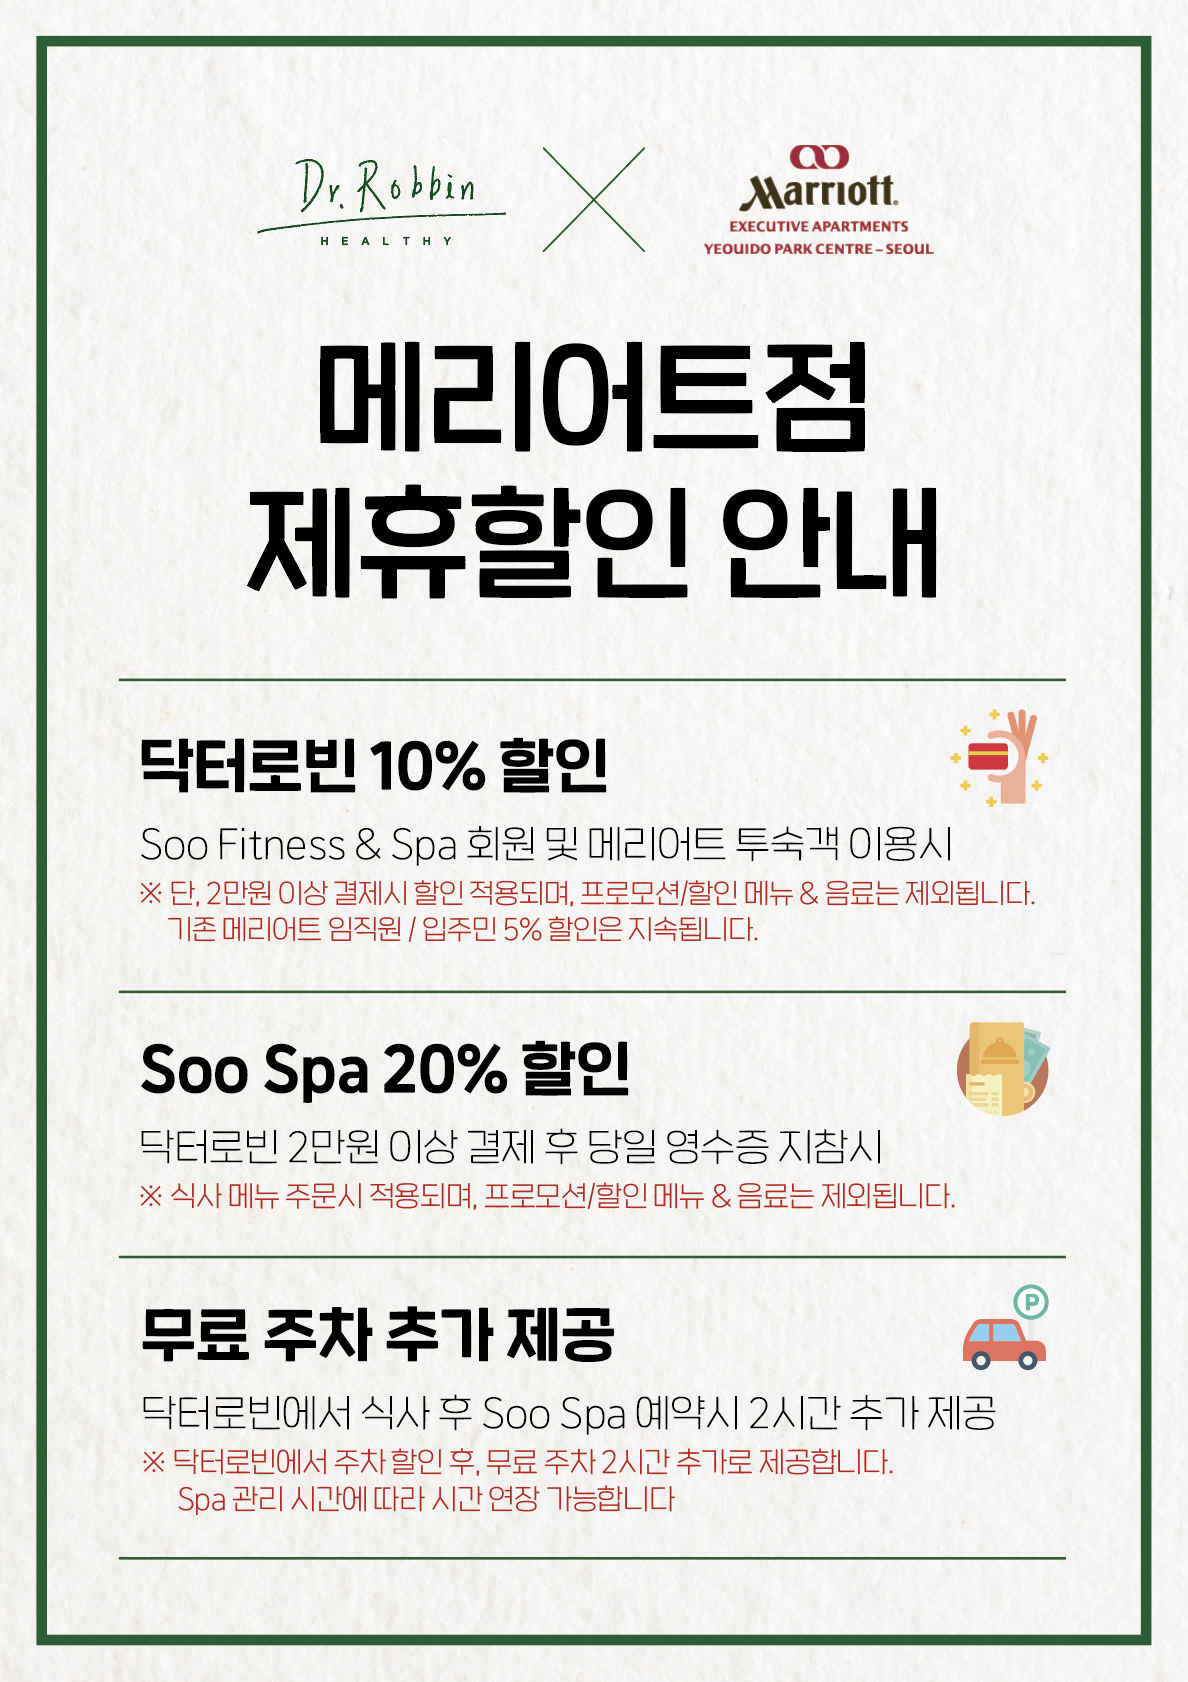 Dr. Robbin
HEALTHY
Marriott
EXECUTIVE APARTMENTS
YEOUIDO PARK CENTRE – SEOUL
메리어트점
제휴할인 안내
닥터로빈 10% 할인
Soo Fitness & Spa 회원 및 메리어트 투숙객 이용시
※ 단, 2만원 이상 결제시 할인 적용되며, 프로모션/할인 메뉴 & 음료는 제외됩니다.
기존 메리어트 임직원 / 입주민 5% 할인은 지속됩니다.
Soo Spa 20% 할인
닥터로빈 2만원 이상 결제 후 당일 영수증 지참시
※ 식사 메뉴 주문시 적용되며, 프로모션/할인 메뉴 & 음료는 제외됩니다.
P
무료 주차 추가 제공
닥터로빈에서 식사 후 Soo Spa 예약시 2시간 추가 제공
※ 닥터로빈에서 주차 할인 후, 무료 주차 2시간 추가로 제공합니다.
Spa 관리 시간에 따라 시간 연장 가능합니다